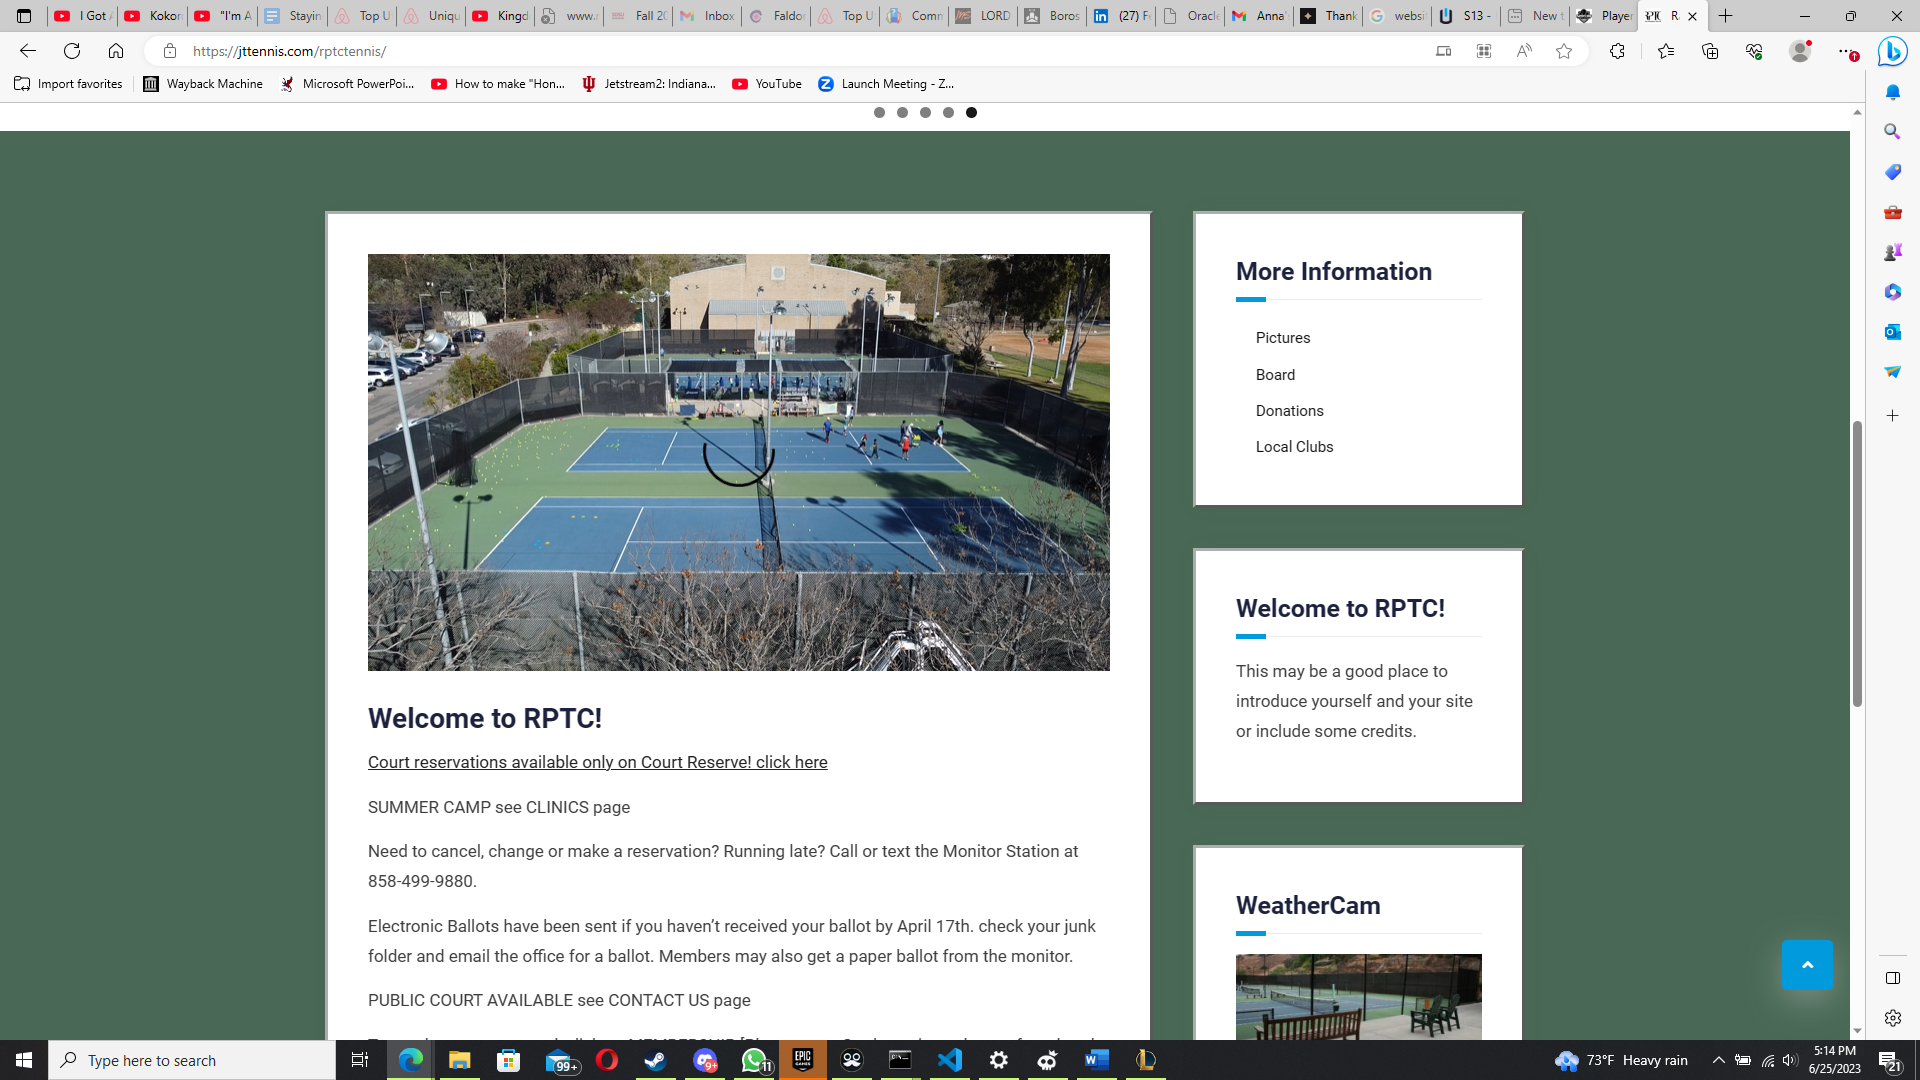 I Got A
Kokor
"I'm A
Stayin
Top U
Uniqu
Kingd
www.r
Fall 20
Inbox
Faldor
Top U
Comm
LORD
Boros
(27) Fe
Oracle
Anna's
Thank
websi
S13 -
New t
Player
R
https://jttennis.com/rptctennis/
Import favorites
Wayback Machine
Microsoft PowerPoi...
How to make "Hon...
Jetstream2: Indiana...
YouTube
Launch Meeting - Z...
Welcome to RPTC!
Court reservations available only on Court Reserve! click here
SUMMER CAMP see CLINICS page
Need to cancel, change or make a reservation? Running late? Call or text the Monitor Station at
858-499-9880.
Electronic Ballots have been sent if you haven't received your ballot by April 17th. check your junk
folder and email the office for a ballot. Members may also get a paper ballot from the monitor.
PUBLIC COURT AVAILABLE see CONTACT US page
More Information
Pictures
Board
Donations
Local Clubs
Welcome to RPTC!
This may be a good place to
introduce yourself and your site
or include some credits.
WeatherCam
Type here to search
99+
9+
11
EPIC
GAMES
73°F Heavy rain
5:14 PM
6/25/2023
21